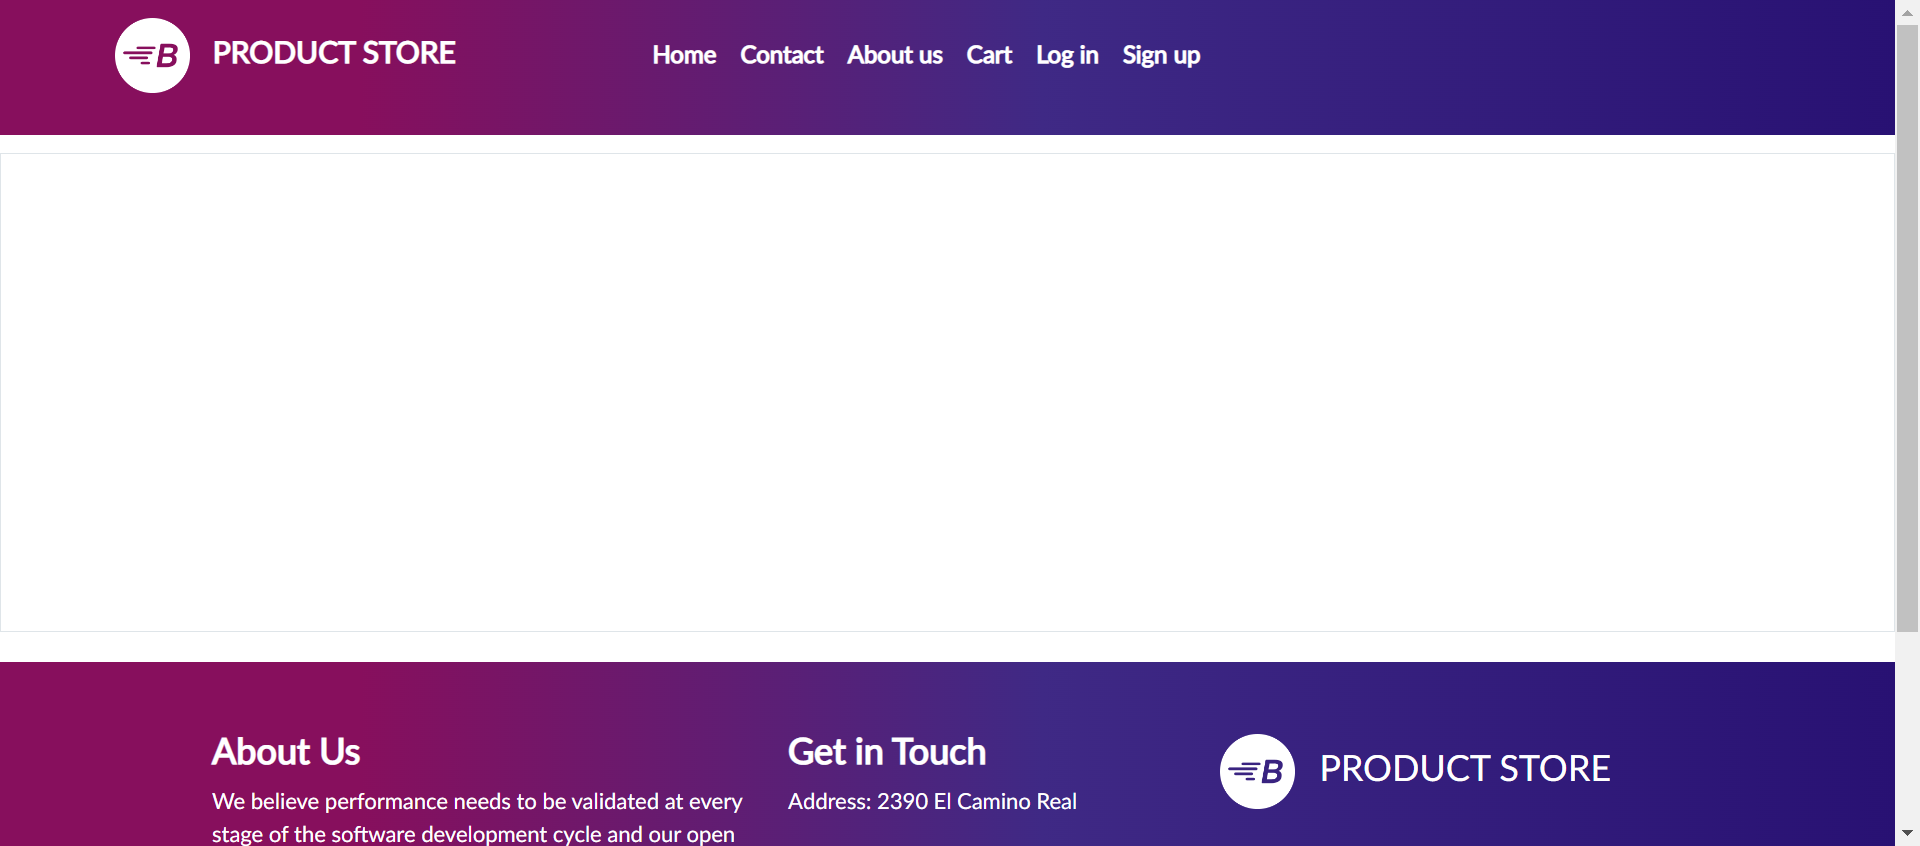 B PRODUCT STORE Home Contact About us Cart Log in Sign up
About Us
We believe performance needs to be validated at every
stage of the software development cycle and our open
Get in Touch
Address: 2390 El Camino Real
B PRODUCT STORE